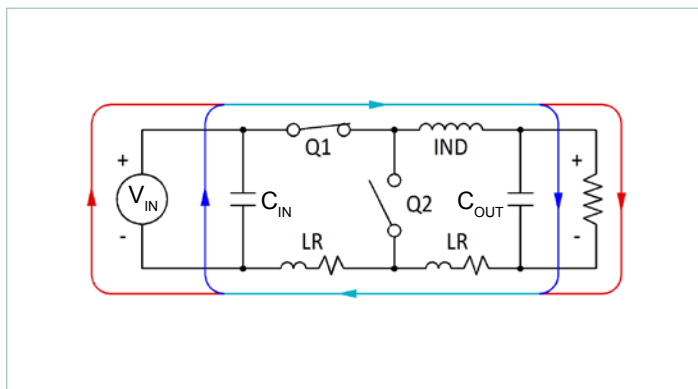 Q1
IND
+
+
V_IN
C_IN
Q2
C_OUT
-
-
LR
LR